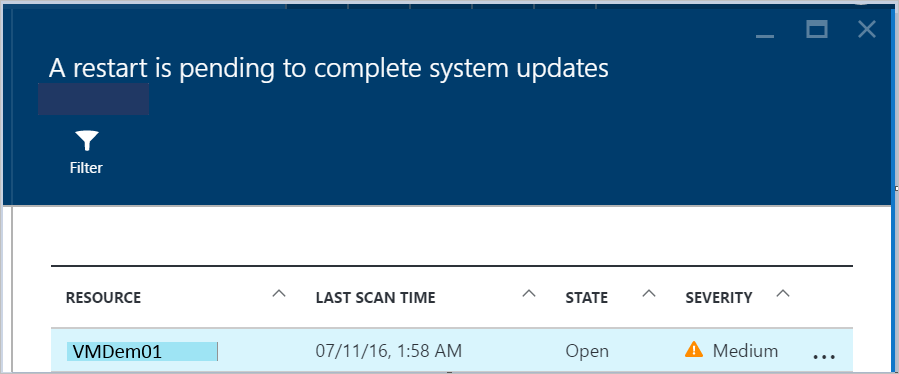 A restart is pending to complete system updates
Filter
RESOURCE LAST SCAN TIME STATE SEVERITY
VMDem01 07/11/16, 1:58 AM Open Medium ...